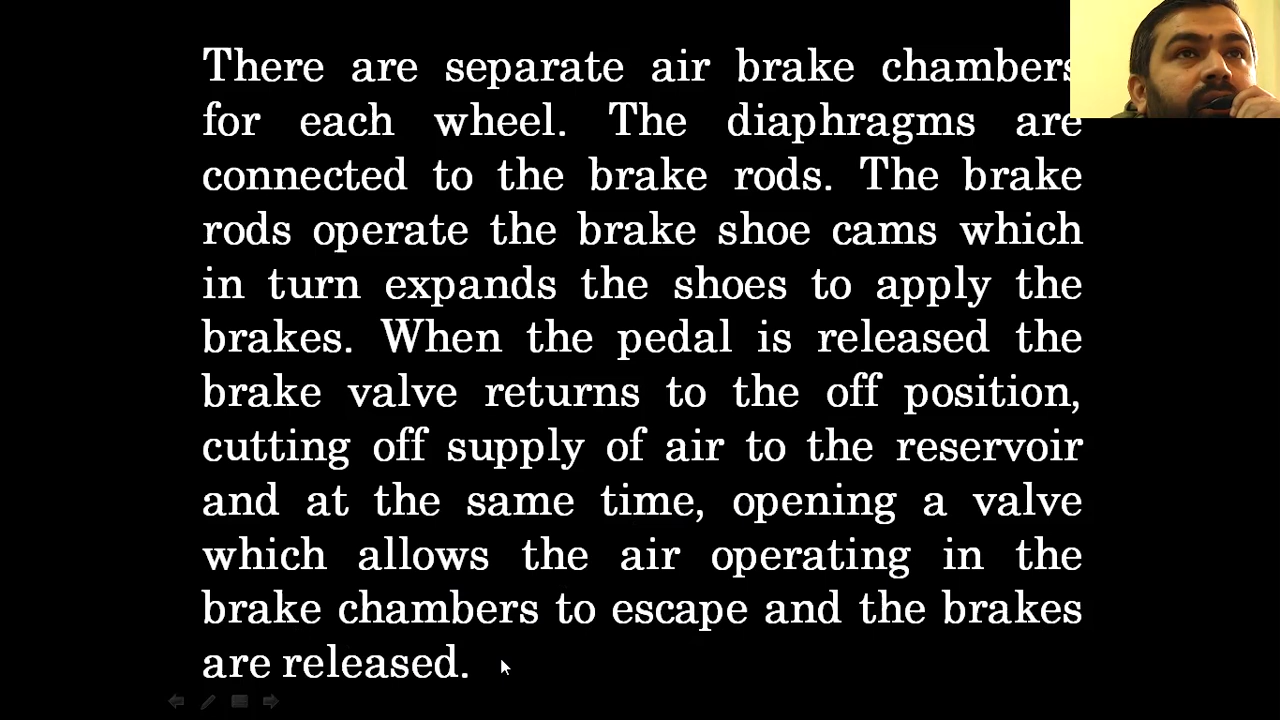 There are separate air brake chambers
for each wheel. The diaphragms are
connected to the brake rods. The brake
rods operate the brake shoe cams which
in turn expands the shoes to apply the
brakes. When the pedal is released the
brake valve returns to the off position,
cutting off supply of air to the reservoir
and at the same time, opening a valve
which allows the air operating in the
brake chambers to escape and the brakes
are released.